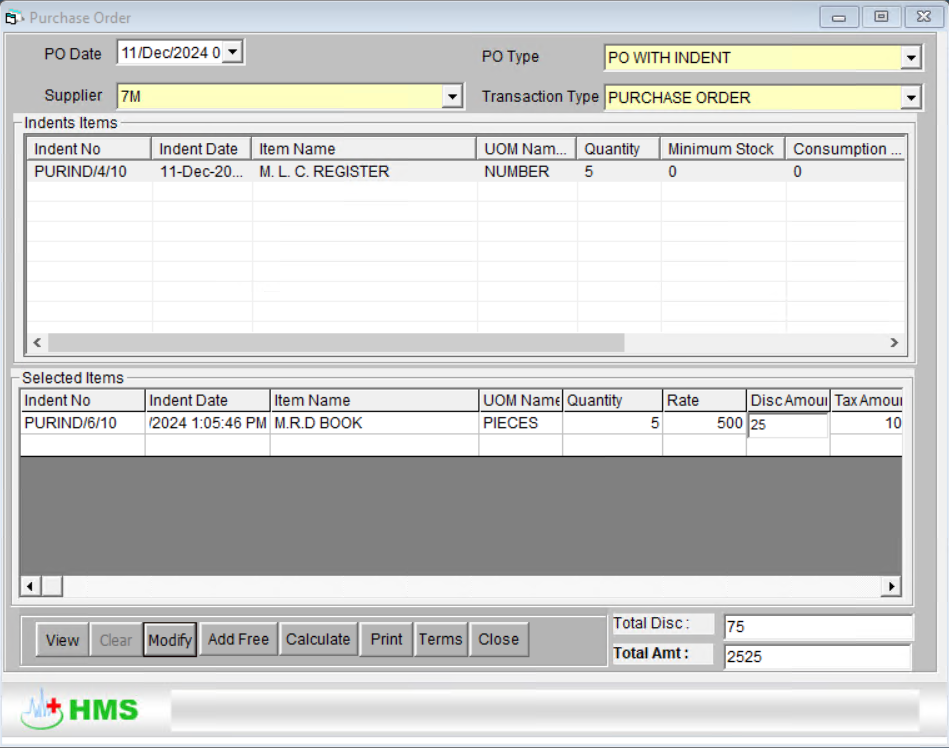 Purchase Order
PO Date 11/Dec/2024 0 PO Type PO WITH INDENT
Supplier 7M Transaction Type PURCHASE ORDER
Indents Items
Indent No Indent Date Item Name UOM Nam... Quantity Minimum Stock Consumption ...
PURIND/4/10 11-Dec-20... M. L. C. REGISTER NUMBER 5 0 0
Selected Items
Indent No Indent Date Item Name UOM Name Quantity Rate Disc Amour Tax Amour
PURIND/6/10 /2024 1:05:46 PM M.R.D BOOK PIECES 5 500 25 10
View Clear Modify Add Free Calculate Print Terms Close
Total Disc : 75
Total Amt : 2525
HMS